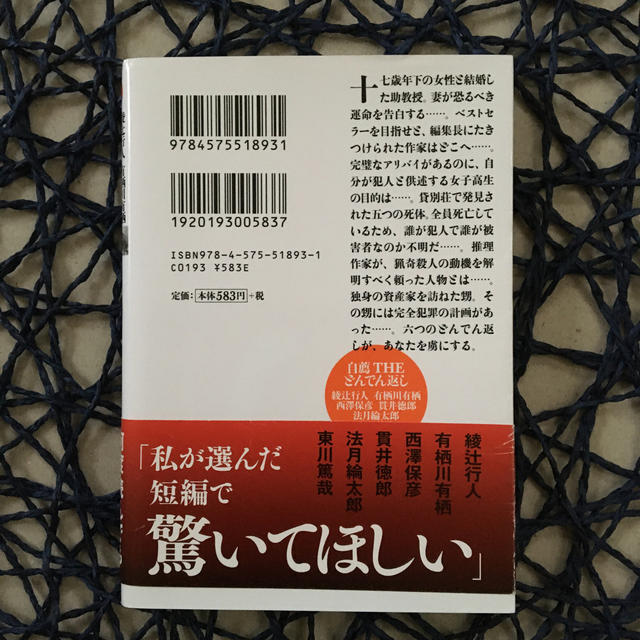 9784575518931
1920193005837
ISBN978-4-575-51893-1
C0193 ¥583E
定価：本体583円+税
十七歳年下の女性と結婚し
た助教授。妻が恐るべき
運命を告白する……。ベストセ
ラーを目指せと、編集長にたき
つけられた作家はどこへ……。
完璧なアリバイがあるのに、自
分が犯人と供述する女子高生
の目的は……。貸別荘で発見さ
れた五つの死体。全員死亡して
いるため、誰が犯人で誰が被
害者なのか不明だ……。推理
作家が、猟奇殺人の動機を解
明すべく頼った人物とは……。
独身の資産家を訪ねた甥。そ
の甥には完全犯罪の計画があ
った……。六つのどんでん返
しが、あなたを虜にする。
自薦 THE
どんでん返し
綾辻行人 有栖川有栖
西澤保彦 貫井徳郎
法月綸太郎
綾辻行人
有栖川有栖
西澤保彦
貫井徳郎
法月綸太郎
東川篤哉
「私が選んだ
短編で
驚いてほしい」